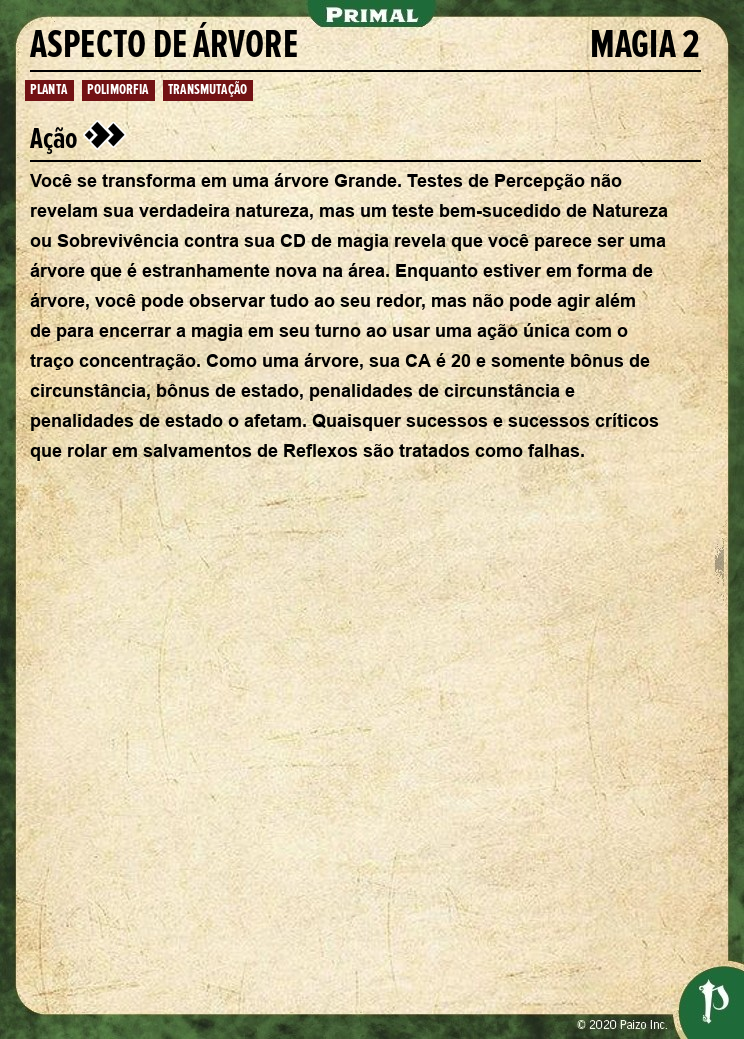 PRIMAL
ASPECTO DE ÁRVORE MAGIA 2
PLANTA POLIMORFIA TRANSMUTAÇÃO
Ação
Você se transforma em uma árvore Grande. Testes de Percepção não
revelam sua verdadeira natureza, mas um teste bem-sucedido de Natureza
ou Sobrevivência contra sua CD de magia revela que você parece ser uma
árvore que é estranhamente nova na área. Enquanto estiver em forma de
árvore, você pode observar tudo ao seu redor, mas não pode agir além
de para encerrar a magia em seu turno ao usar uma ação única com o
traço concentração. Como uma árvore, sua CA é 20 e somente bônus de
circunstância, bônus de estado, penalidades de circunstância e
penalidades de estado o afetam. Quaisquer sucessos e sucessos críticos
que rolar em salvamentos de Reflexos são tratados como falhas.
© 2020 Paizo Inc.
P